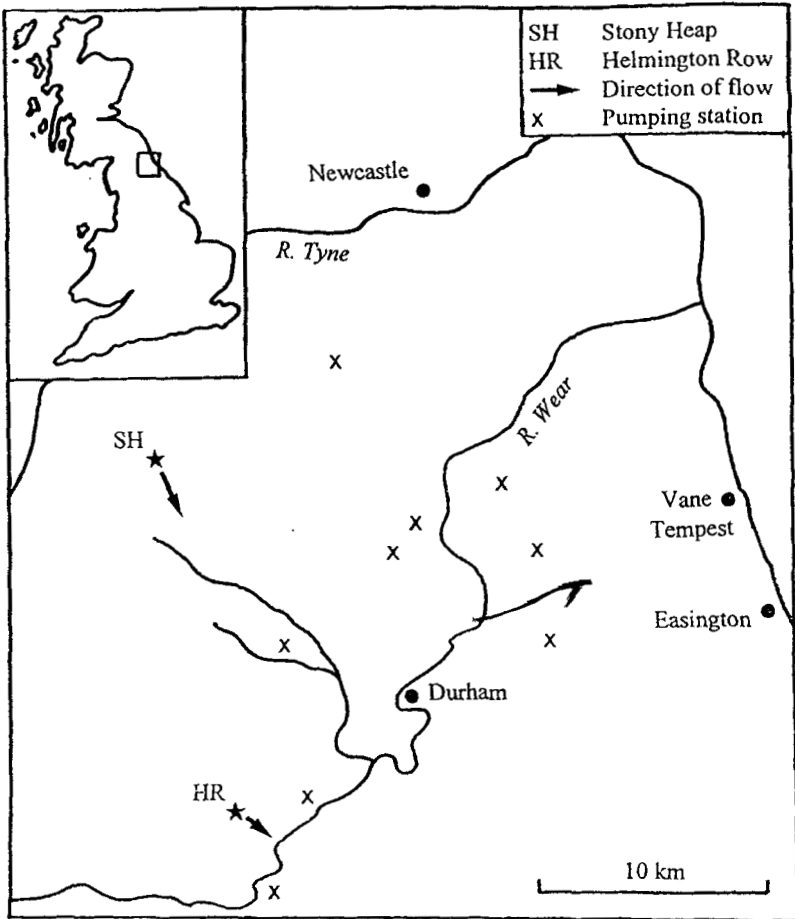 SH Stony Heap
HR Helmington Row
Direction of flow
x Pumping station
Newcastle
R. Tyne
x
SH
R. Wear
x
Vane
Tempest
x
x
x
Easington
x
x
Durham
HR
x
10 km
x